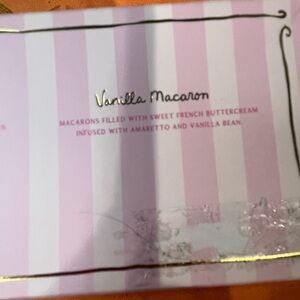 Vanilla Macaron
MACARONS FILLED WITH SWEET FRENCH BUTTERCREAM
INFUSED WITH AMARETTO AND VANILLA BEAN.